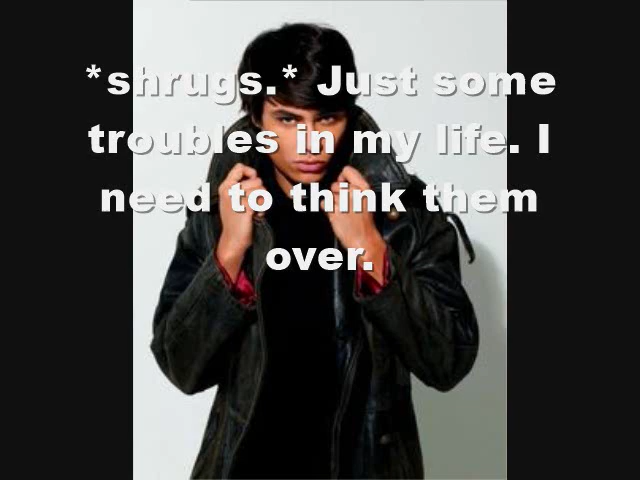 *shrugs.* Just some
troubles in my life. I
need to think them
over.